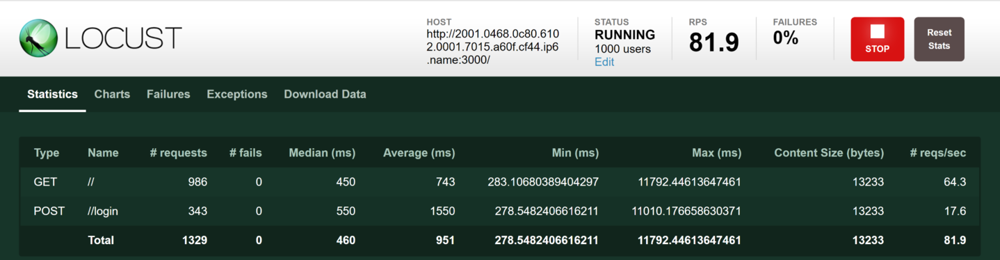 LOCUST
HOST
http://2001.0468.0c80.610
2.0001.7015.a60f.cf44.ip6
.name:3000/
STATUS
RUNNING
1000 users
Edit
RPS
81.9
FAILURES
0%
STOP
Reset
Stats
Statistics Charts Failures Exceptions Download Data
Type Name # requests # fails Median (ms) Average (ms) Min (ms) Max (ms) Content Size (bytes) # reqs/sec
GET // 986 0 450 743 283.10680389404297 11792.44613647461 13233 64.3
POST //login 343 0 550 1550 278.5482406616211 11010.176658630371 13233 17.6
Total 1329 0 460 951 278.5482406616211 11792.44613647461 13233 81.9